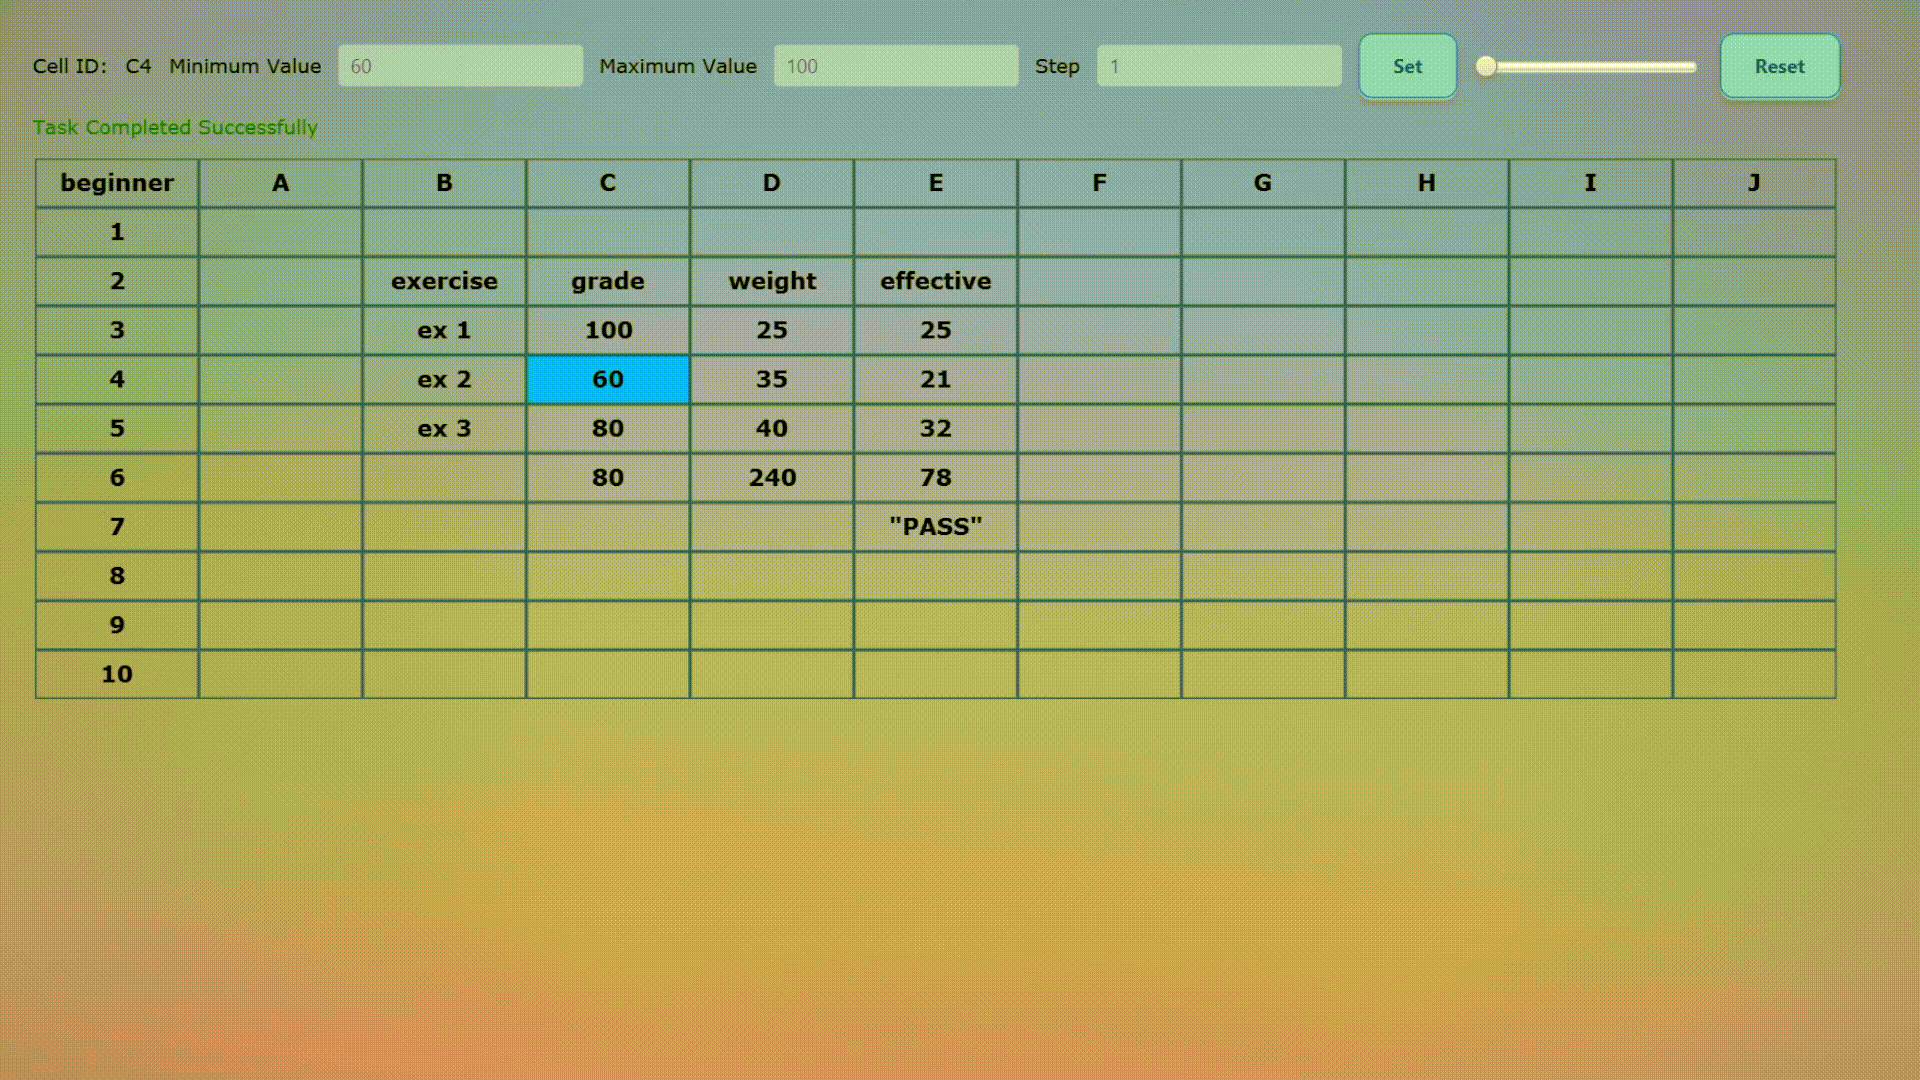 Cell ID: C4 Minimum Value 60 Maximum Value 100 Step 1 Set Reset
Task Completed Successfully
beginner A B C D E F G H I J
1
2 exercise grade weight effective
3 ex 1 100 25 25
4 ex 2 60 35 21
5 ex 3 80 40 32
6 80 240 78
7 "PASS"
8
9
10